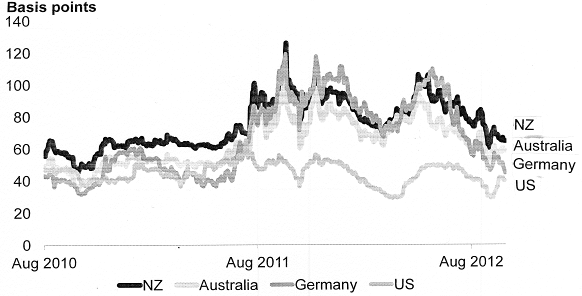 Basis points
140
120
100
80
60
40
20
0
NZ
Australia
Germany
US
Aug 2010 Aug 2011 Aug 2012
NZ Australia Germany US